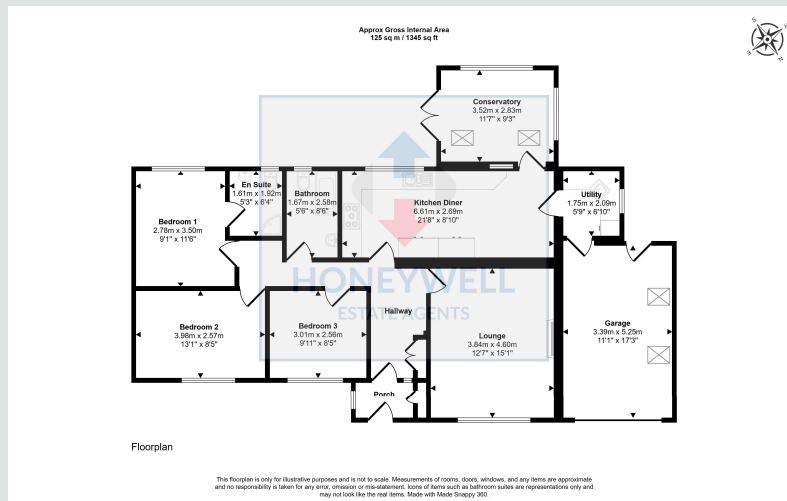 Approx Gross Internal Area
125 sq m / 1345 sq ft
Conservatory
3.52m x 2.83m
11'7" x 9'3"
En Suite
1.61m x 1.92m
5'3" x 6'4"
Bathroom
1.67m x 2.58m
5'6" x 8'6"
Kitchen Diner
6.61m x 2.69m
21'8" x 8'10"
Utility
1.75m x 2.09m
5'9" x 6'10"
Bedroom 1
2.78m x 3.50m
9'1" x 11'6"
HONEYWELL
ESTATE AGENTS
Hallway
Bedroom 2
3.98m x 2.57m
13'1" x 8'5"
Bedroom 3
3.01m x 2.56m
9'11" x 8'5"
Lounge
3.84m x 4.60m
12'7" x 15'1"
Garage
3.39m x 5.25m
11'1" x 17'3"
Porch
Floorplan
This floorplan is only for illustrative purposes and is not to scale. Measurements of rooms, doors, windows, and any items are approximate
and no responsibility is taken for any error, omission or mis-statement. Icons of items such as bathroom suites are representations only and
may not look like the real items. Made with Made Snappy 360.